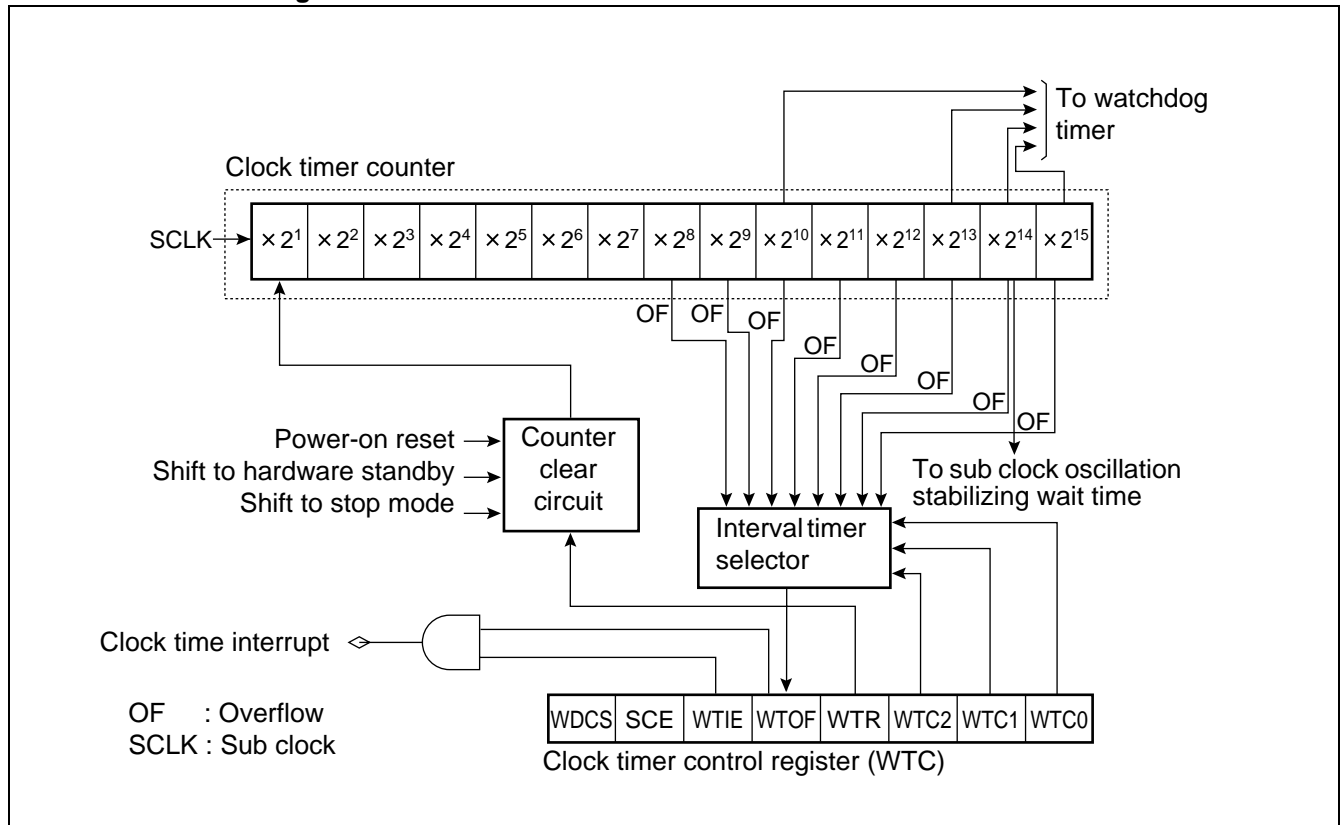 To watchdog
timer
Clock timer counter
SCLK
× 2¹ × 2² × 2³ × 2⁴ × 2⁵ × 2⁶ × 2⁷ × 2⁸ × 2⁹ × 2¹⁰ × 2¹¹ × 2¹² × 2¹³ × 2¹⁴ × 2¹⁵
OF OF OF
OF
OF
OF
OF
OF
Power-on reset
Shift to hardware standby
Shift to stop mode
Counter
clear
circuit
To sub clock oscillation
stabilizing wait time
Interval timer
selector
Clock time interrupt
OF : Overflow
SCLK : Sub clock
WDCS SCE WTIE WTOF WTR WTC2 WTC1 WTC0
Clock timer control register (WTC)